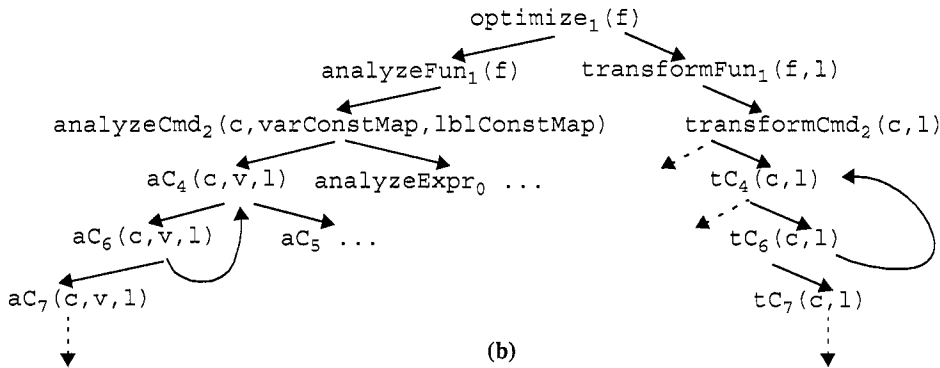 optimize₁(f)
analyzeFun₁(f) transformFun₁(f,l)
analyzeCmd₂(c,varConstMap,lblConstMap) transformCmd₂(c,l)
aC₄(c,v,l) analyzeExpr₀ ... tC₄(c,l)
aC₆(c,v,l) aC₅ ... tC₆(c,l)
aC₇(c,v,l) tC₇(c,l)
(b)